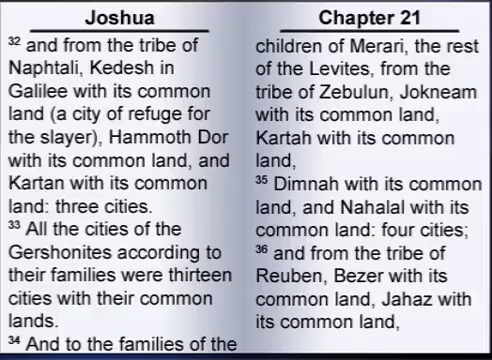 Joshua
³² and from the tribe of
Naphtali, Kedesh in
Galilee with its common
land (a city of refuge for
the slayer), Hammoth Dor
with its common land, and
Kartan with its common
land: three cities.
³³ All the cities of the
Gershonites according to
their families were thirteen
cities with their common
lands.
³⁴ And to the families of the
Chapter 21
children of Merari, the rest
of the Levites, from the
tribe of Zebulun, Jokneam
with its common land,
Kartah with its common
land,
³⁵ Dimnah with its common
land, and Nahalal with its
common land: four cities;
³⁶ and from the tribe of
Reuben, Bezer with its
common land, Jahaz with
its common land,